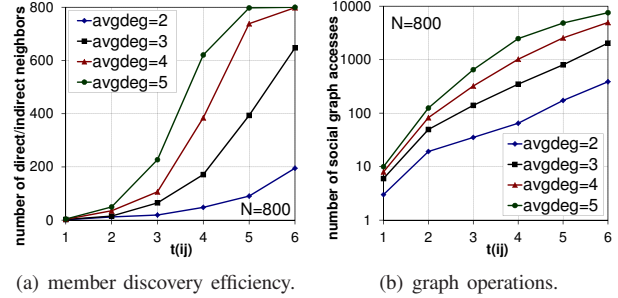 number of direct/indirect neighbors
800
600
400
200
0
avgdeg=2
avgdeg=3
avgdeg=4
avgdeg=5
N=800
1 2 3 4 5 6
t(ij)
(a) member discovery efficiency.
number of social graph accesses
10000
1000
100
10
1
N=800
avgdeg=2
avgdeg=3
avgdeg=4
avgdeg=5
1 2 3 4 5 6
t(ij)
(b) graph operations.